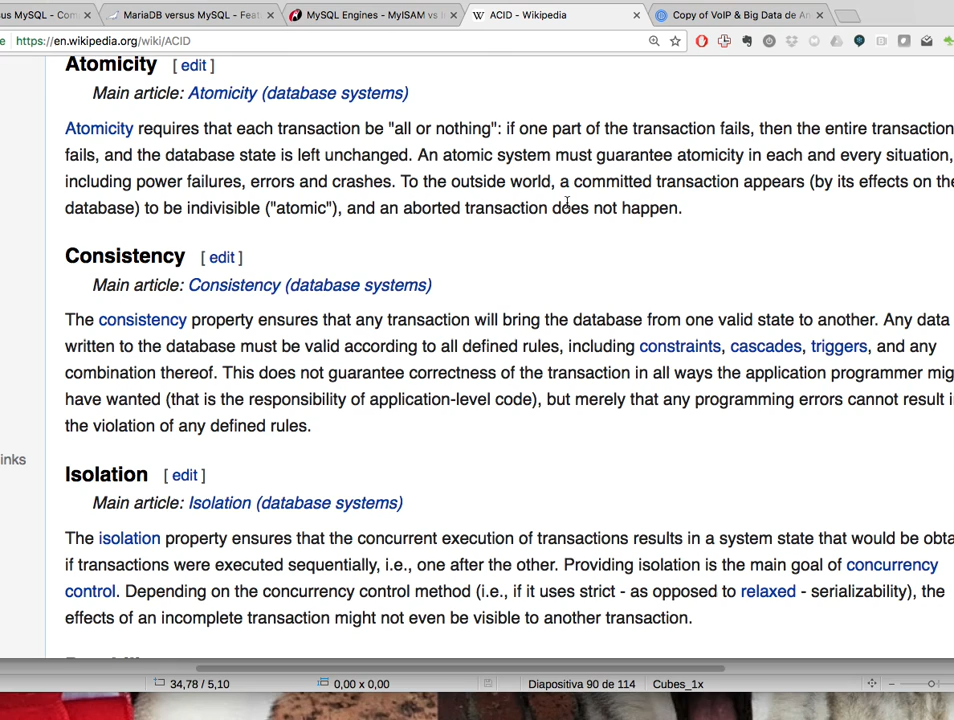 us MySQL - Com
MariaDB versus MySQL - Feat
MySQL Engines - MyISAM vs I
ACID - Wikipedia
Copy of VoIP & Big Data de An
https://en.wikipedia.org/wiki/ACID
Atomicity [ edit ]
Main article: Atomicity (database systems)
Atomicity requires that each transaction be "all or nothing": if one part of the transaction fails, then the entire transaction
fails, and the database state is left unchanged. An atomic system must guarantee atomicity in each and every situation,
including power failures, errors and crashes. To the outside world, a committed transaction appears (by its effects on the
database) to be indivisible ("atomic"), and an aborted transaction does not happen.
Consistency [ edit ]
Main article: Consistency (database systems)
The consistency property ensures that any transaction will bring the database from one valid state to another. Any data
written to the database must be valid according to all defined rules, including constraints, cascades, triggers, and any
combination thereof. This does not guarantee correctness of the transaction in all ways the application programmer mig
have wanted (that is the responsibility of application-level code), but merely that any programming errors cannot result i
the violation of any defined rules.
inks
Isolation [ edit ]
Main article: Isolation (database systems)
The isolation property ensures that the concurrent execution of transactions results in a system state that would be obta
if transactions were executed sequentially, i.e., one after the other. Providing isolation is the main goal of concurrency
control. Depending on the concurrency control method (i.e., if it uses strict - as opposed to relaxed - serializability), the
effects of an incomplete transaction might not even be visible to another transaction.
34,78 / 5,10
0,00 x 0,00
Diapositiva 90 de 114
Cubes_1x